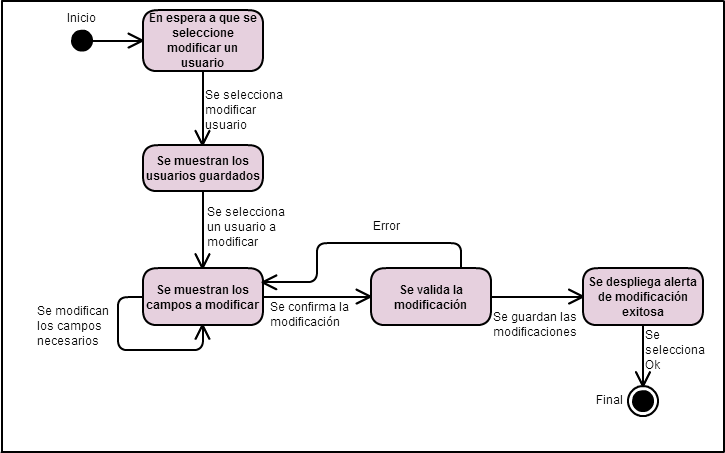 Inicio
En espera a que se
seleccione
modificar un
usuario
Se selecciona
modificar
usuario
Se muestran los
usuarios guardados
Se selecciona
un usuario a
modificar
Error
Se muestran los
campos a modificar
Se confirma la
modificación
Se valida la
modificación
Se guardan las
modificaciones
Se despliega alerta
de modificación
exitosa
Se modifican
los campos
necesarios
Se
selecciona
Ok
Final